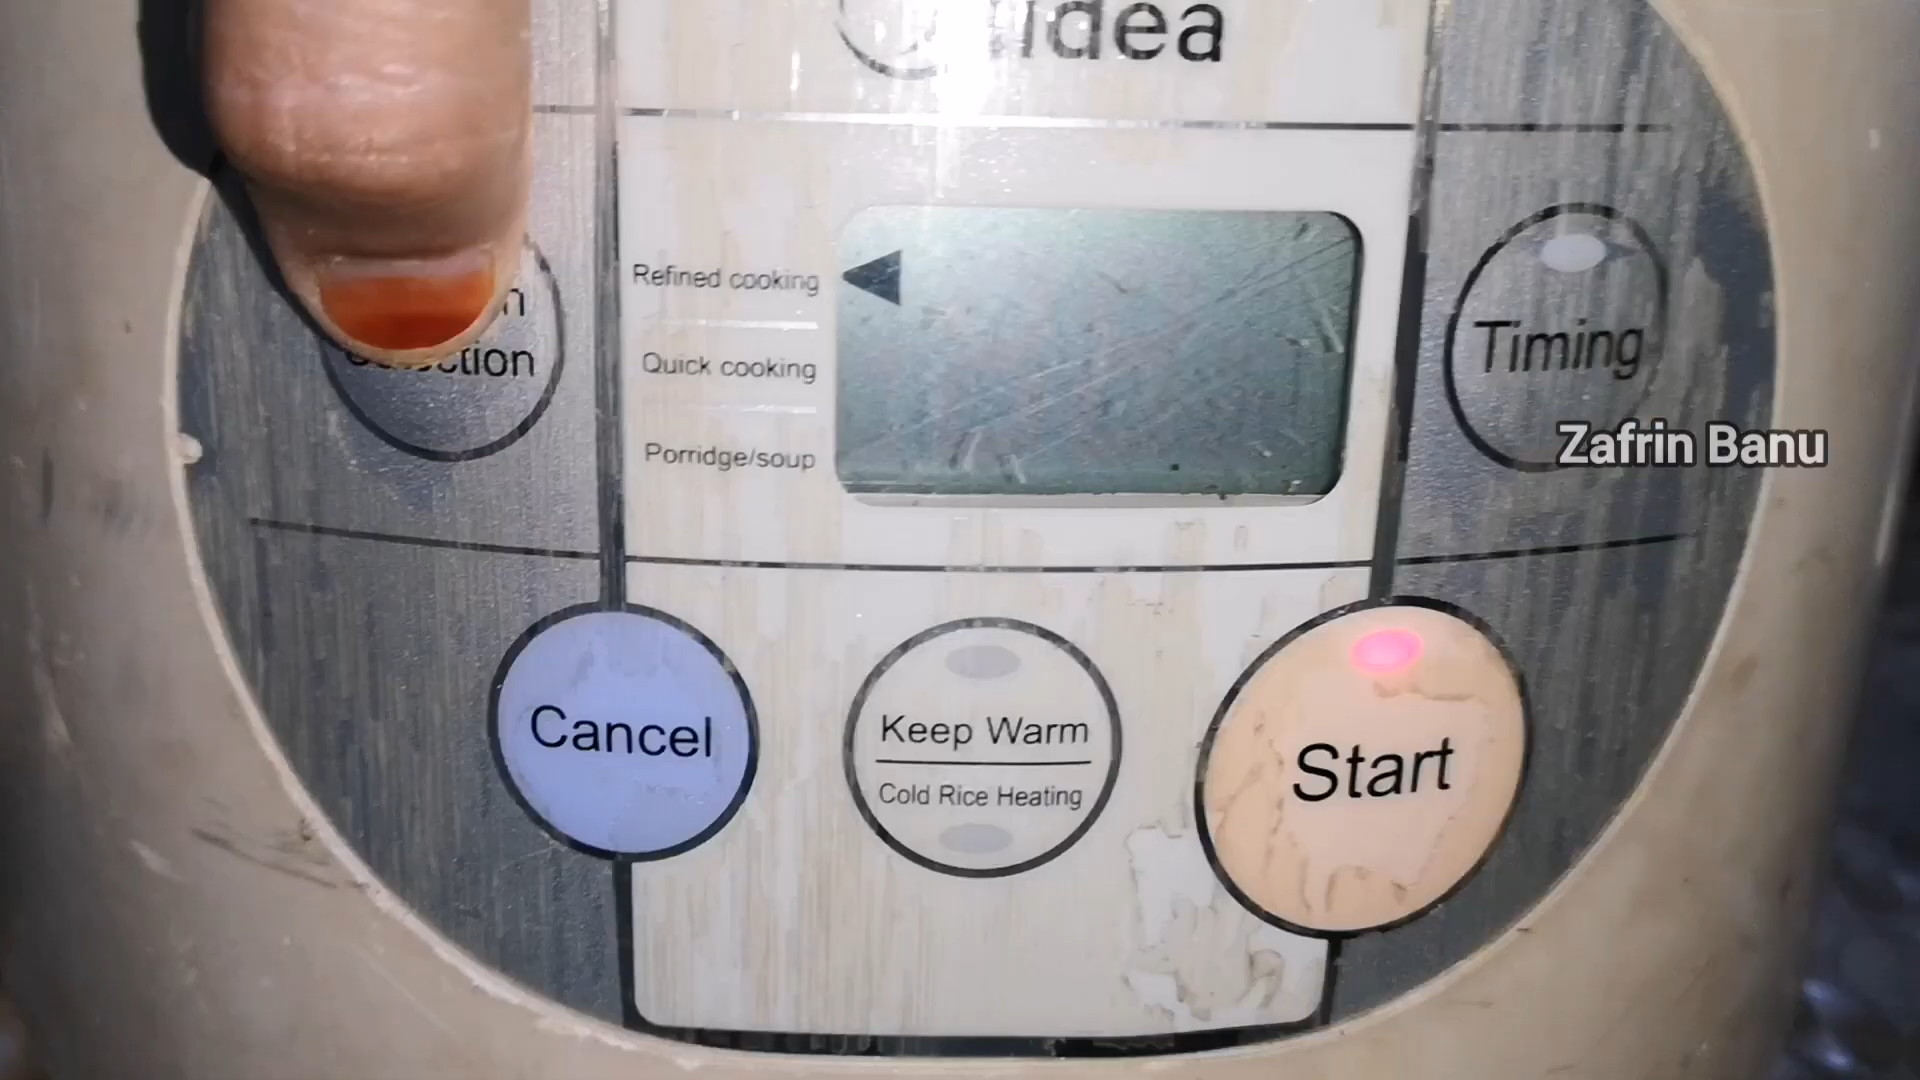 idea
Refined cooking
Quick cooking
Porridge/soup
Timing
Zafrin Banu
Cancel
Keep Warm
Cold Rice Heating
Start